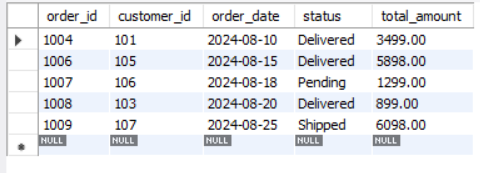 order_id customer_id order_date status total_amount
1004 101 2024-08-10 Delivered 3499.00
1006 105 2024-08-15 Delivered 5898.00
1007 106 2024-08-18 Pending 1299.00
1008 103 2024-08-20 Delivered 899.00
1009 107 2024-08-25 Shipped 6098.00
NULL NULL NULL NULL NULL